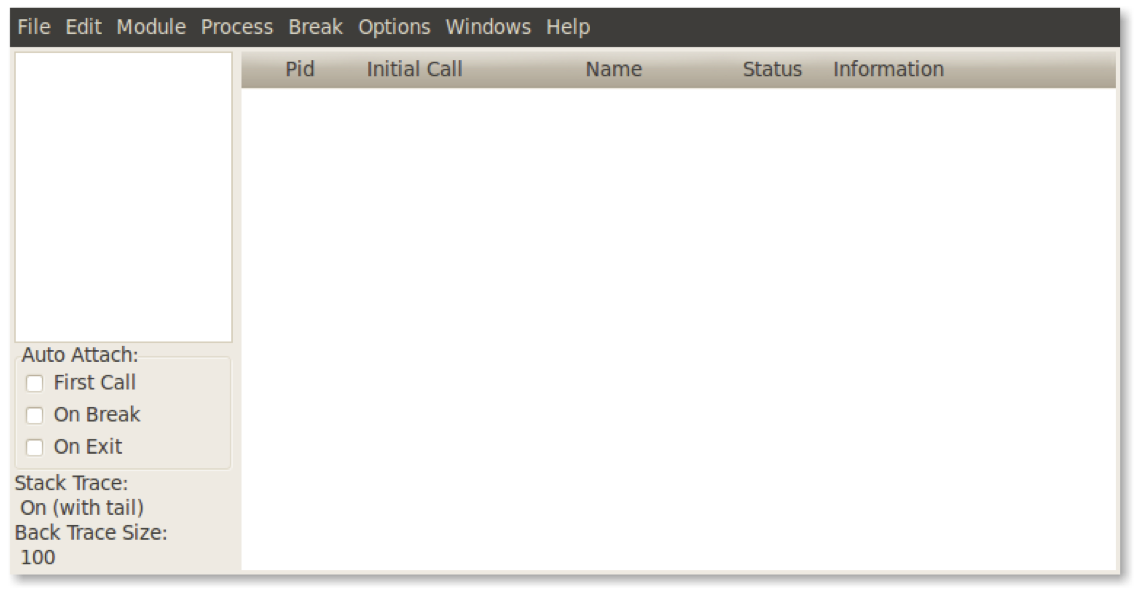 File Edit Module Process Break Options Windows Help
Pid Initial Call Name Status Information
Auto Attach:
First Call
On Break
On Exit
Stack Trace:
On (with tail)
Back Trace Size:
100